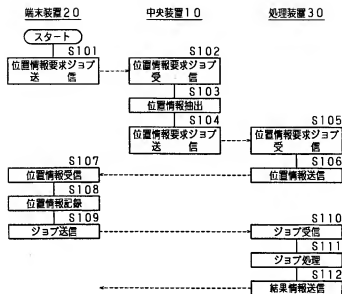 端末装置20 中央装置10 処理装置30
スタート
S101 S102
位置情報要求ジョブ 位置情報要求ジョブ
送 信 受 信
S103
位置情報抽出
S104 S105
位置情報要求ジョブ 位置情報要求ジョブ
送 信 受 信
S107 S106
位置情報受信 位置情報送信
S108
位置情報記録
S109 S110
ジョブ送信 ジョブ受信
S111
ジョブ処理
S112
結果情報送信